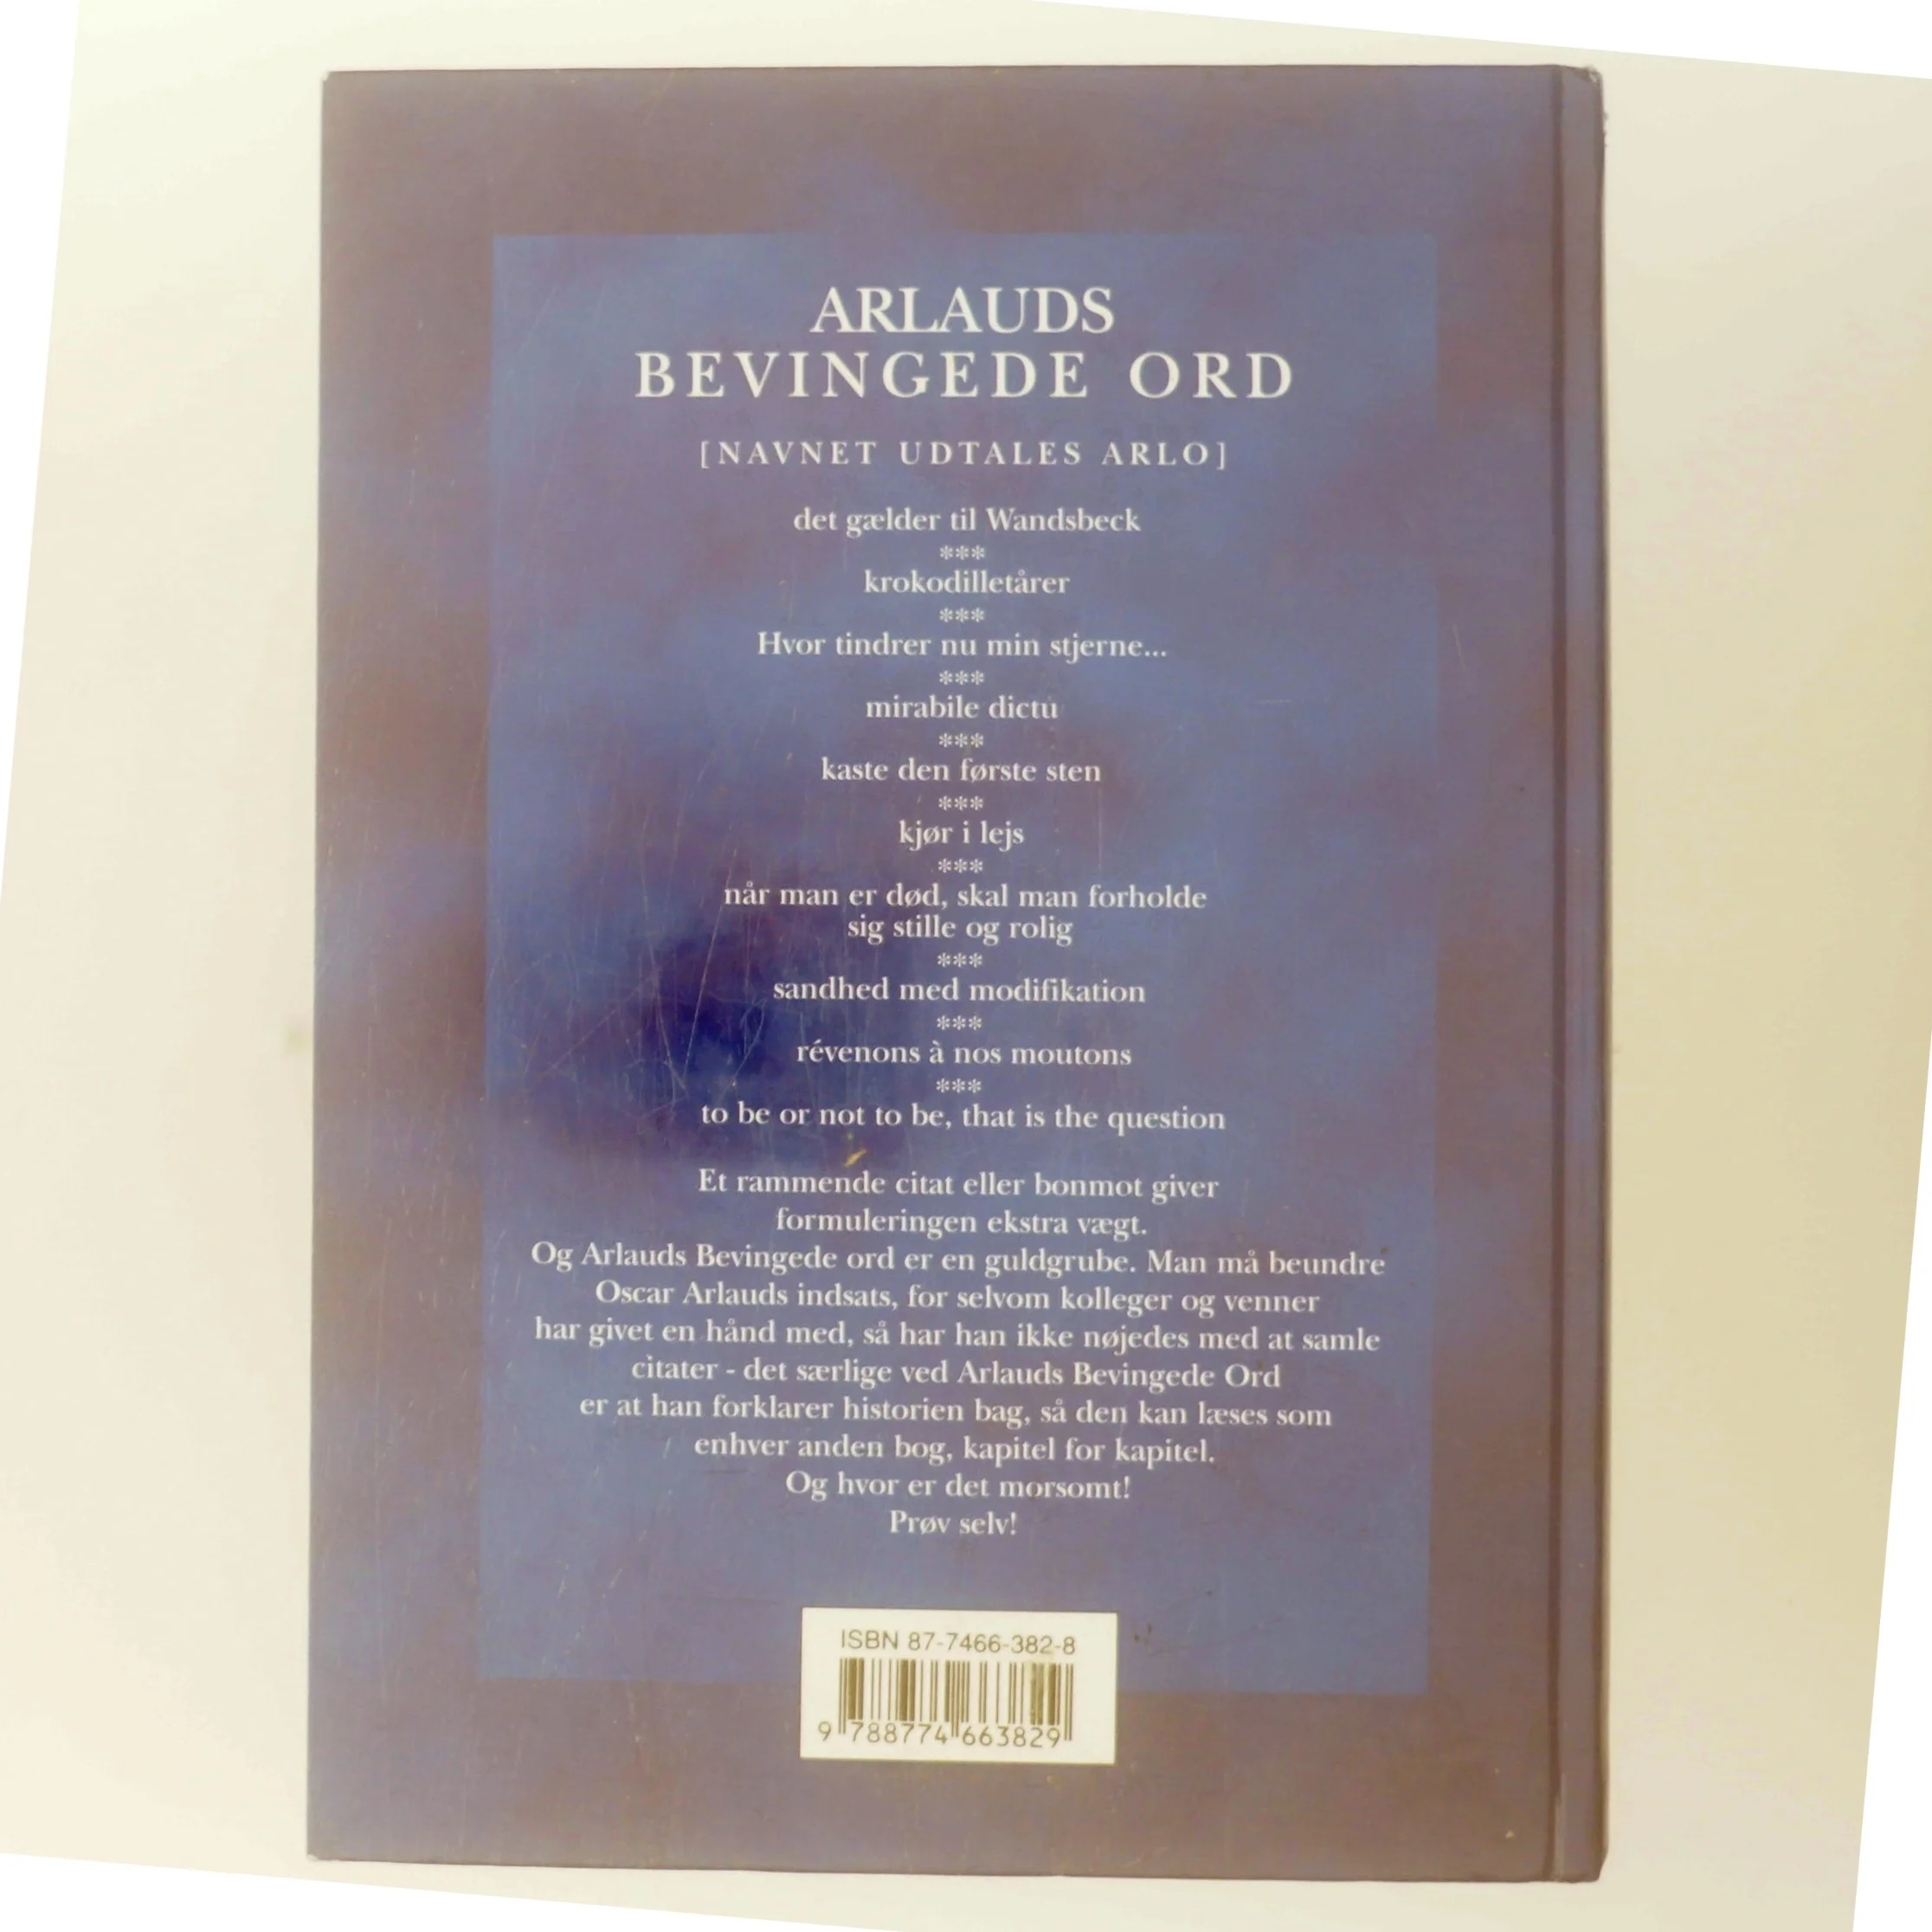 ARLAUDS
BEVINGEDE ORD
[NAVNET UDTALES ARLO]
det gælder til Wandsbeck
***
krokodilletårer
***
Hvor tindrer nu min stjerne...
***
mirabile dictu
***
kaste den første sten
***
kjør i lejs
***
når man er død, skal man forholde
sig stille og rolig
***
sandhed med modifikation
***
révenons à nos moutons
***
to be or not to be, that is the question
Et rammende citat eller bonmot giver
formuleringen ekstra vægt.
Og Arlauds Bevingede ord er en guldgrube. Man må beundre
Oscar Arlauds indsats, for selvom kolleger og venner
har givet en hånd med, så har han ikke nøjedes med at samle
citater - det særlige ved Arlauds Bevingede Ord
er at han forklarer historien bag, så den kan læses som
enhver anden bog, kapitel for kapitel.
Og hvor er det morsomt!
Prøv selv!
ISBN 87-7466-382-8
9 788774 663829